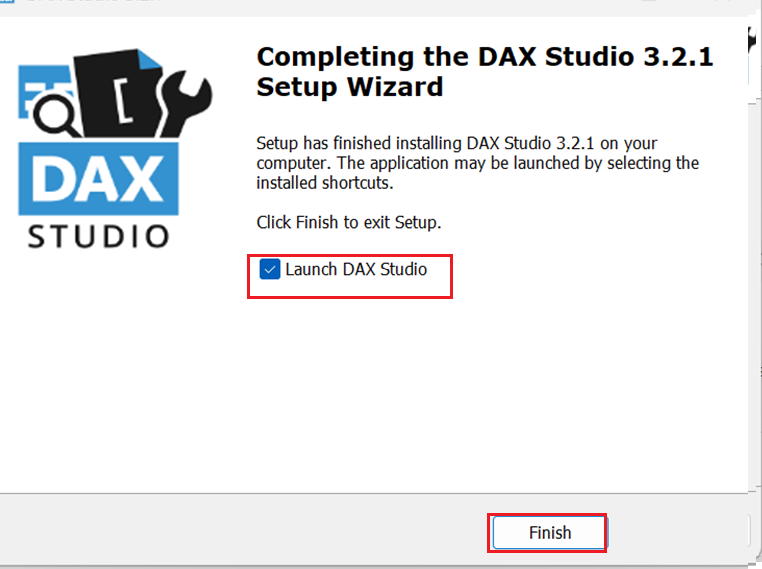 Completing the DAX Studio 3.2.1
Setup Wizard
Setup has finished installing DAX Studio 3.2.1 on your
computer. The application may be launched by selecting the
installed shortcuts.
Click Finish to exit Setup.
Launch DAX Studio
DAX
STUDIO
Finish